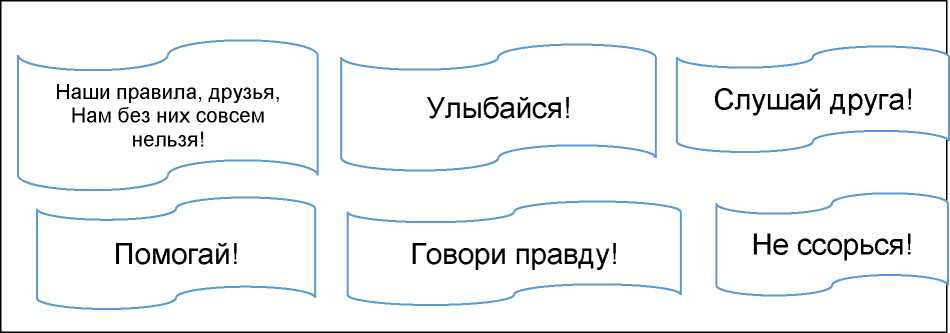 Наши правила, друзья,
Нам без них совсем
нельзя!
Улыбайся!
Слушай друга!
Помогай!
Говори правду!
Не ссорься!